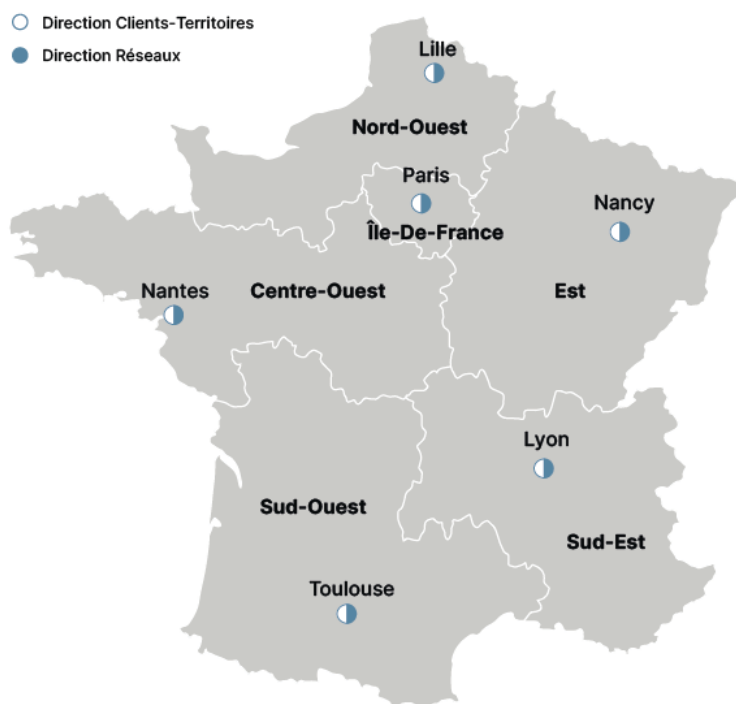 Direction Clients-Territoires
Direction Réseaux
Lille
Nord-Ouest
Paris
Île-De-France
Nancy
Nantes
Centre-Ouest
Est
Lyon
Sud-Ouest
Sud-Est
Toulouse